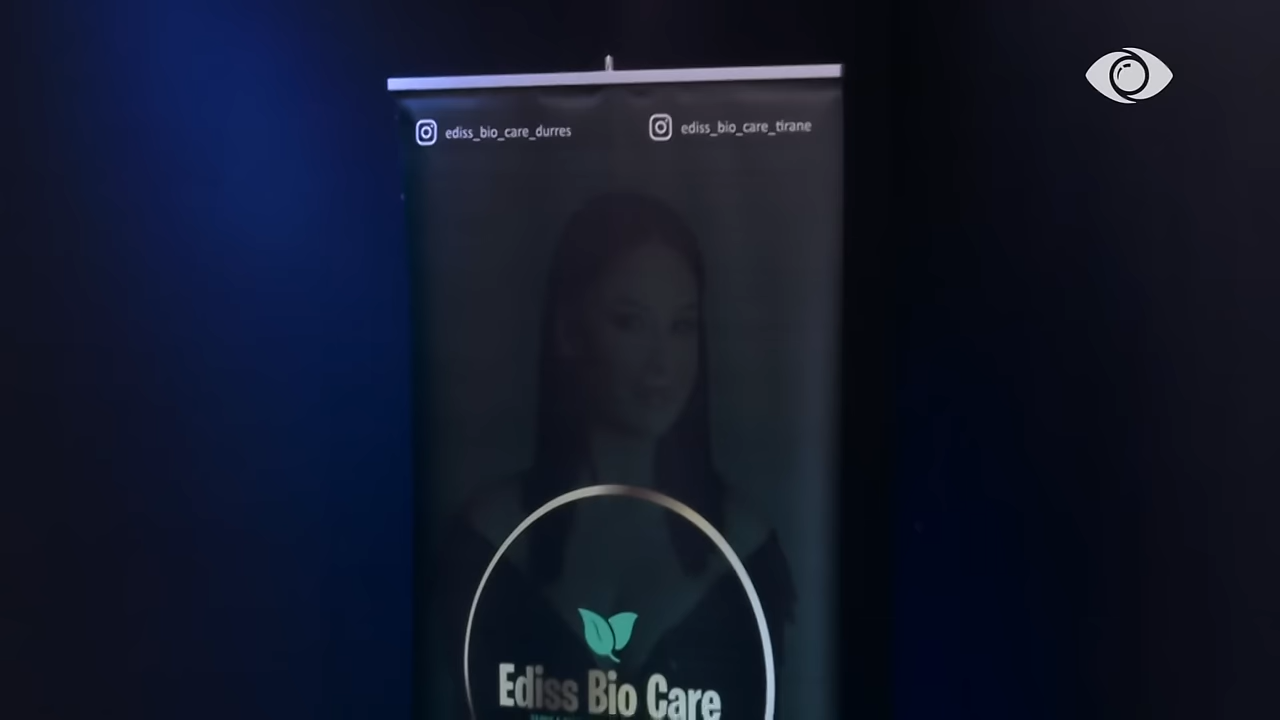 ediss_bio_care_durres
ediss_bio_care_tirane
Ediss Bio Care